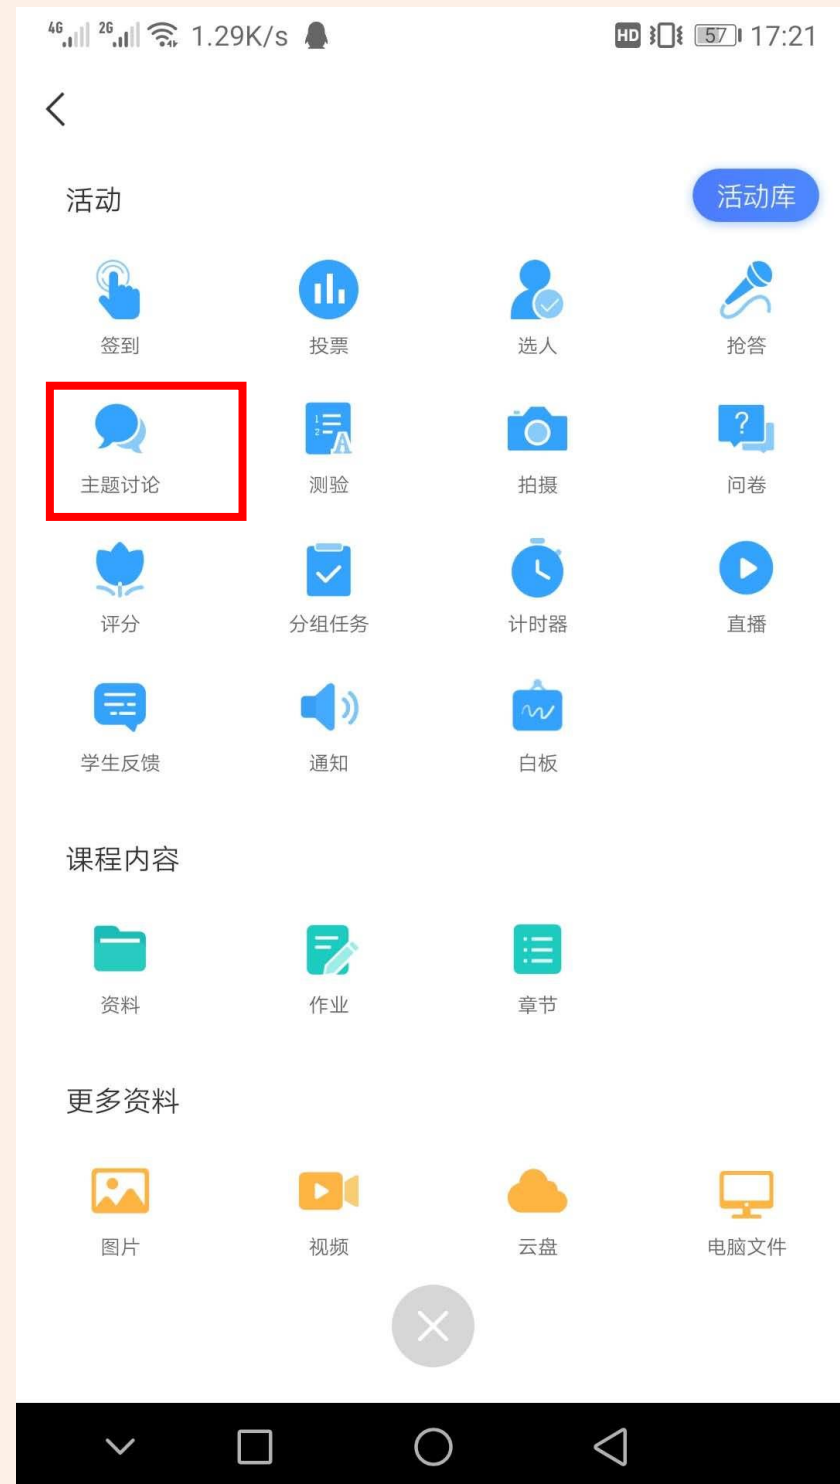 4G 2G 1.29K/s HD 57 17:21
活动 活动库
签到 投票 选人 抢答
主题讨论 测验 拍摄 问卷
评分 分组任务 计时器 直播
学生反馈 通知 白板
课程内容
资料 作业 章节
更多资料
图片 视频 云盘 电脑文件